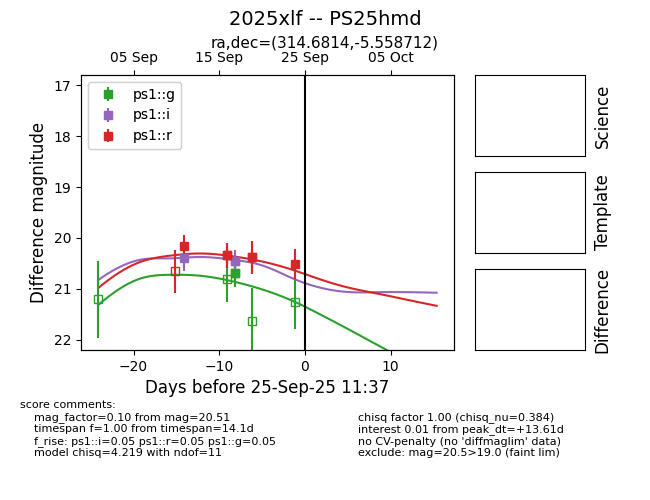 2025xlf -- PS25hmd
ra,dec=(314.6814,-5.558712)
05 Sep 15 Sep 25 Sep 05 Oct
17
18
19
20
21
22
Difference magnitude
ps1::g
ps1::i
ps1::r
−20 −10 0 10
Days before 25-Sep-25 11:37
Science
Template
Difference
score comments:
mag_factor=0.10 from mag=20.51
timespan f=1.00 from timespan=14.1d
f_rise: ps1::i=0.05 ps1::r=0.05 ps1::g=0.05
model chisq=4.219 with ndof=11
chisq factor 1.00 (chisq_nu=0.384)
interest 0.01 from peak_dt=+13.61d
no CV-penalty (no 'diffmaglim' data)
exclude: mag=20.5>19.0 (faint lim)